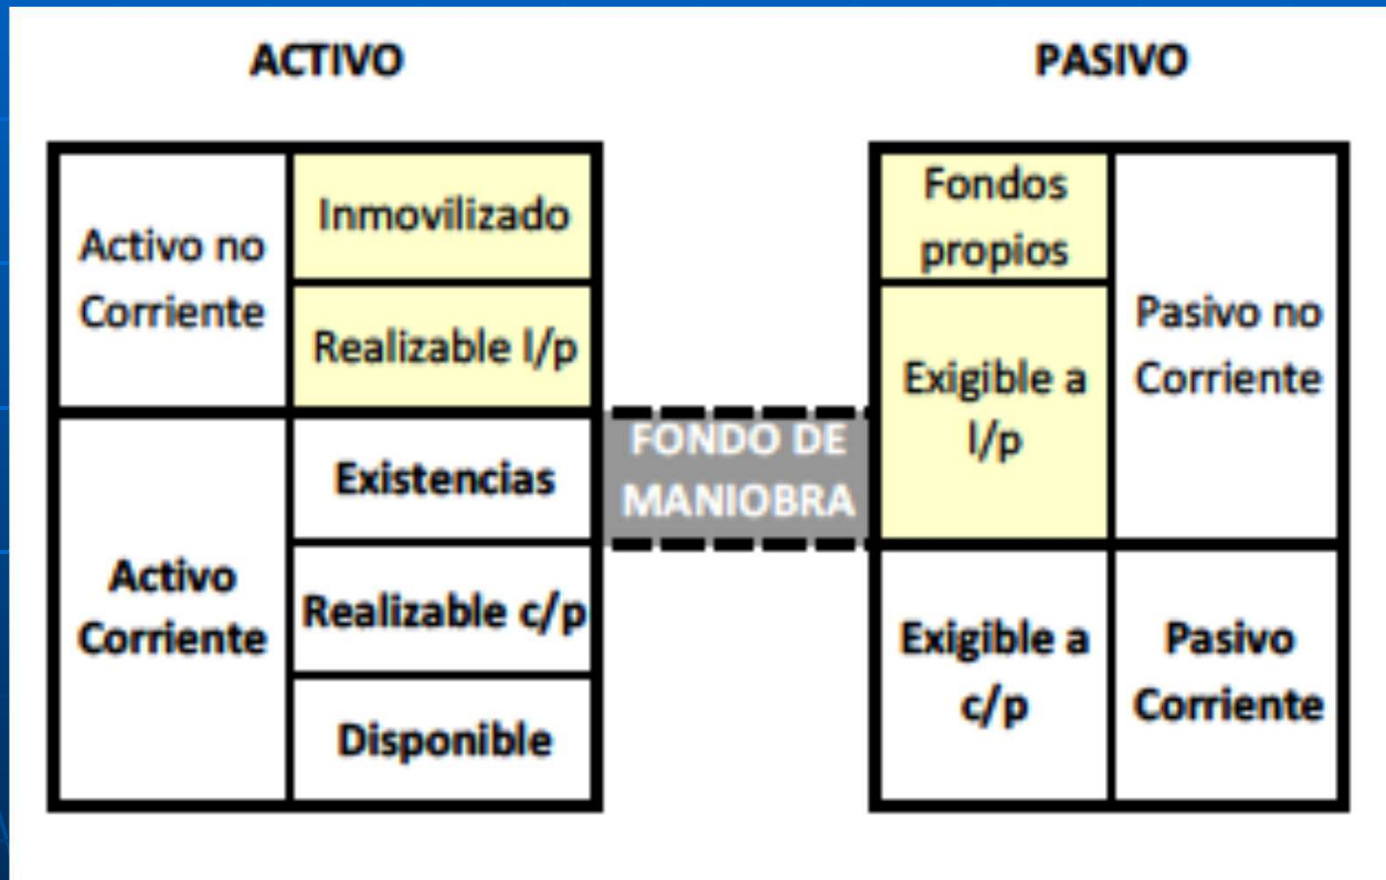 ACTIVO
PASIVO
Activo no
Corriente
Inmovilizado
Realizable l/p
Activo
Corriente
Existencias
Realizable c/p
Disponible
FONDO DE
MANIOBRA
Fondos
propios
Exigible a
l/p
Pasivo no
Corriente
Exigible a
c/p
Pasivo
Corriente